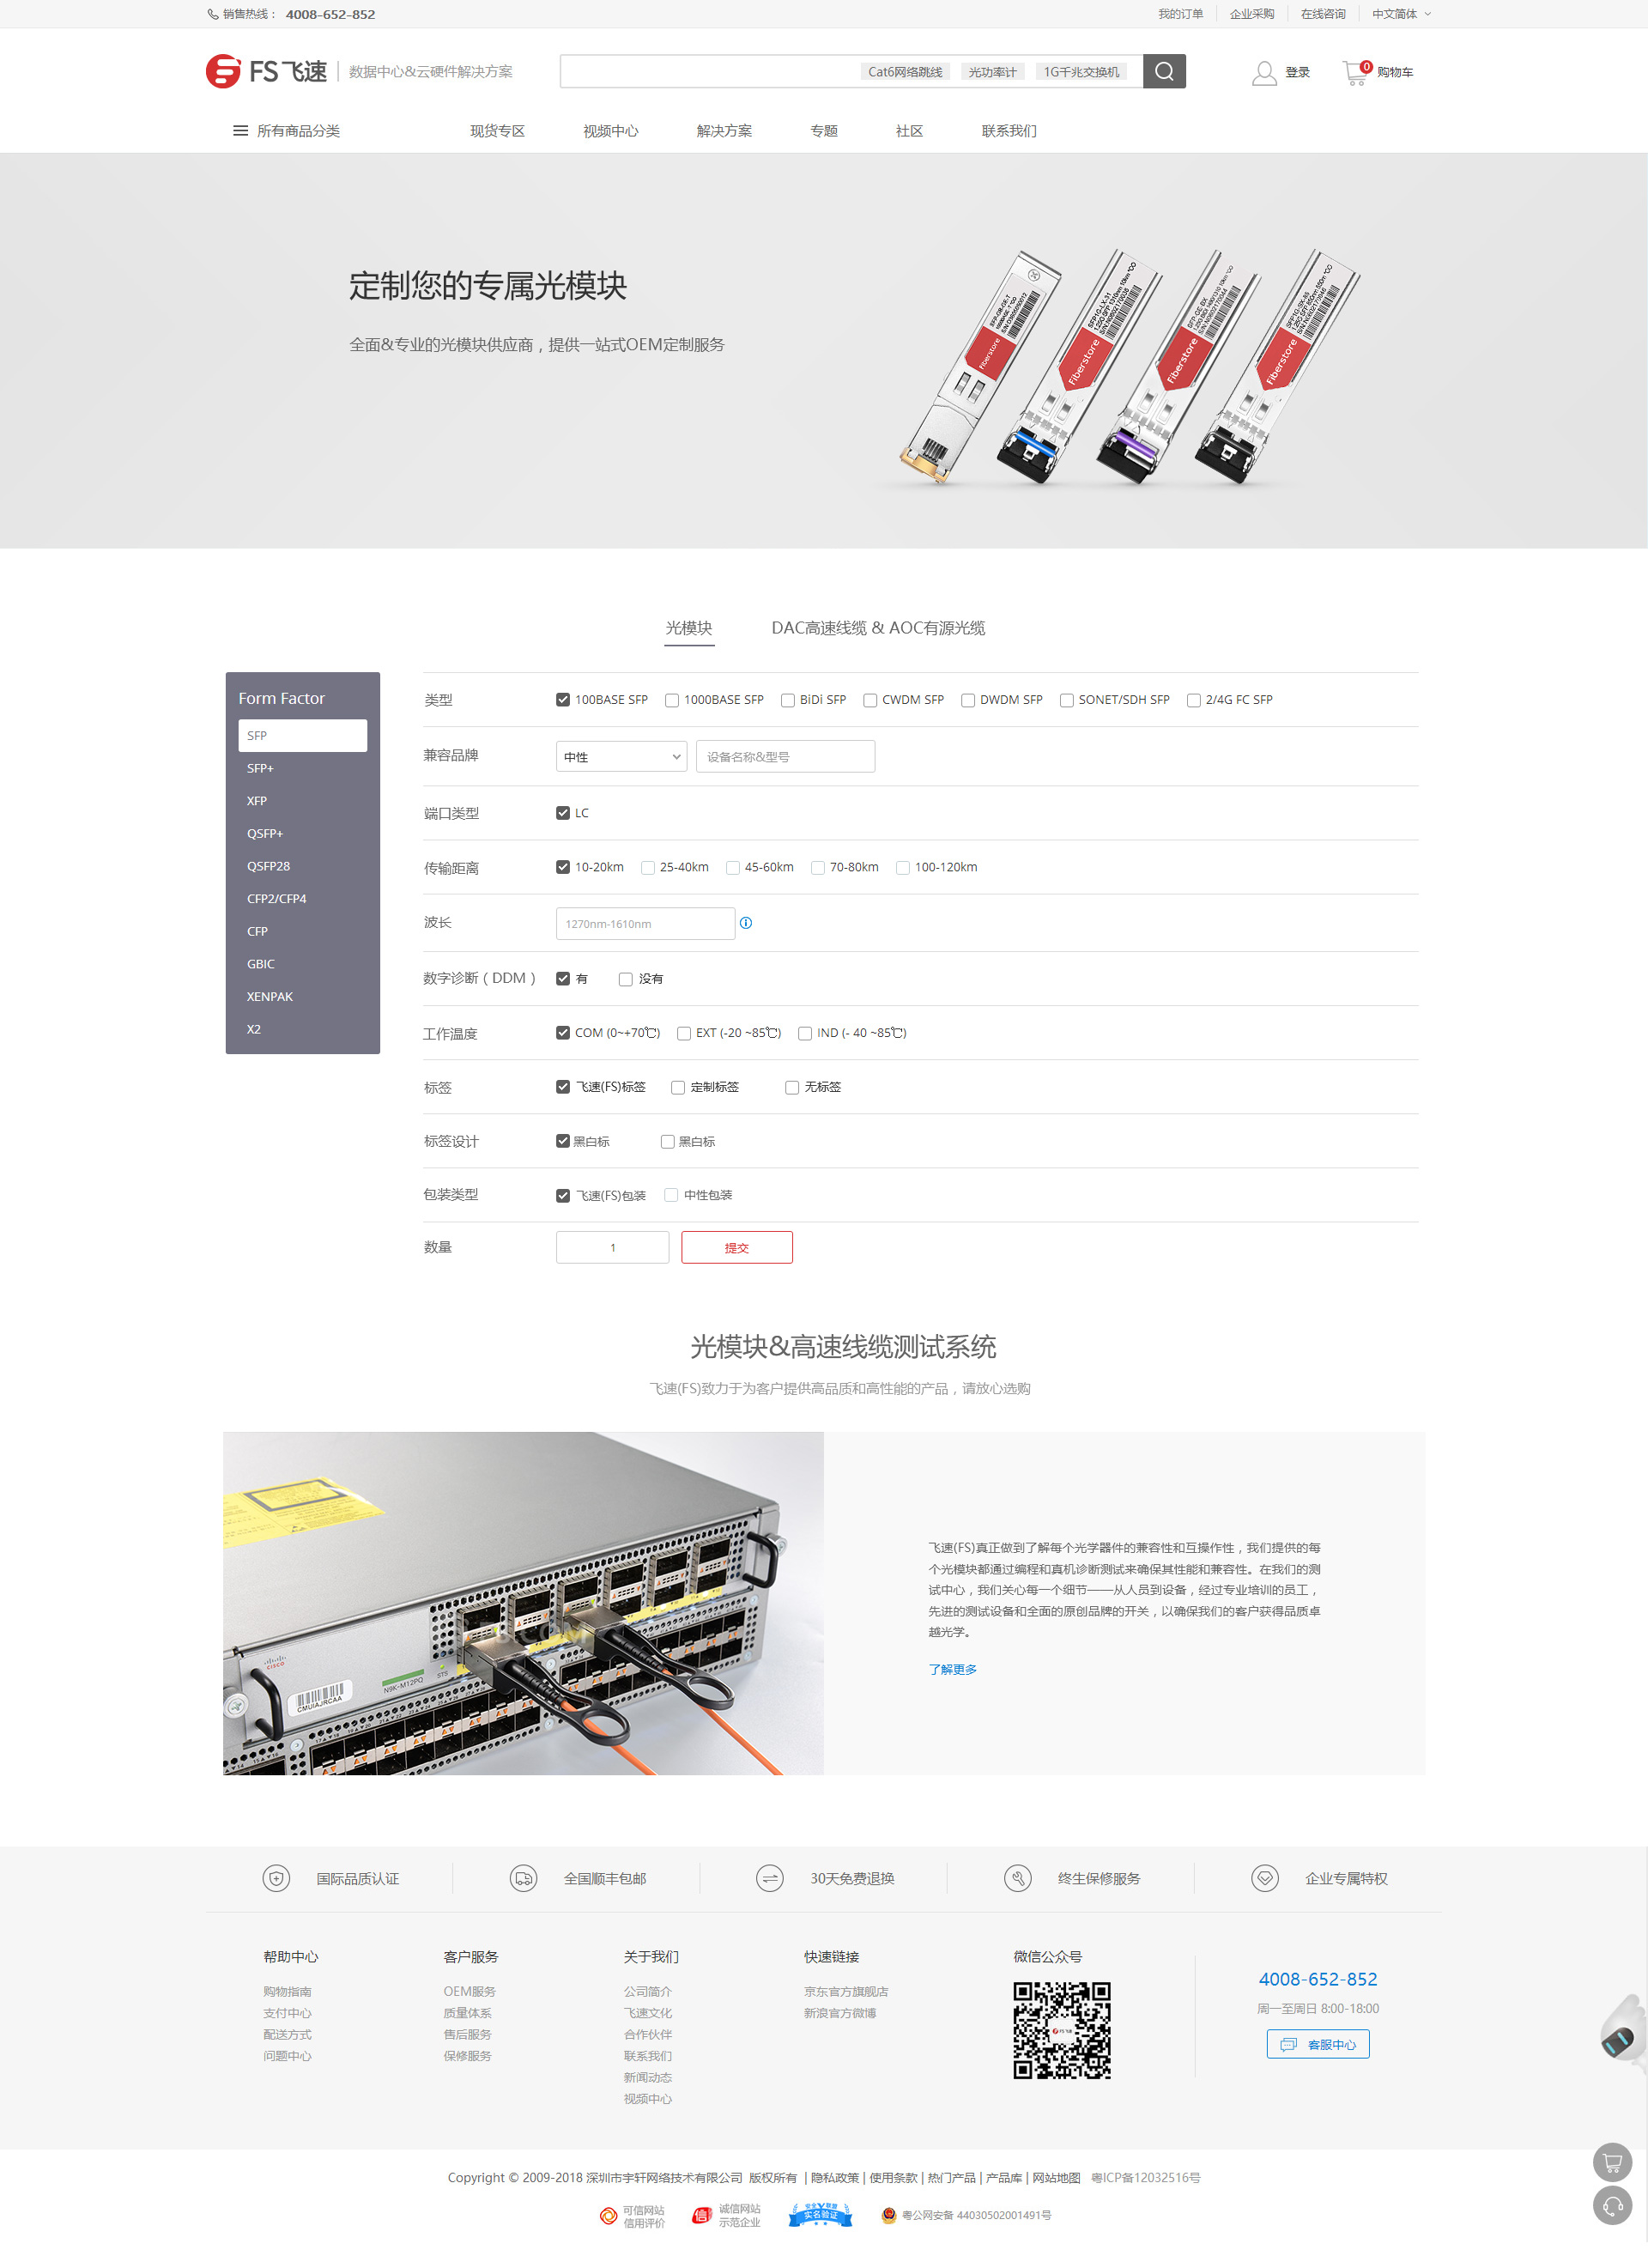 销售热线： 4008-652-852
我的订单 企业采购 在线咨询 中文简体
FS 飞速 数据中心&云硬件解决方案
Cat6网络跳线 光功率计 1G千兆交换机
登录
0 购物车
所有商品分类 现货专区 视频中心 解决方案 专题 社区 联系我们
定制您的专属光模块
全面&专业的光模块供应商，提供一站式OEM定制服务
Fiberstore
Fiberstore
Fiberstore
Fiberstore
光模块 DAC高速线缆 & AOC有源光缆
Form Factor
SFP
SFP+
XFP
QSFP+
QSFP28
CFP2/CFP4
CFP
GBIC
XENPAK
X2
类型 100BASE SFP 1000BASE SFP BiDi SFP CWDM SFP DWDM SFP SONET/SDH SFP 2/4G FC SFP
兼容品牌 中性 设备名称&型号
端口类型 LC
传输距离 10-20km 25-40km 45-60km 70-80km 100-120km
波长 1270nm-1610nm
数字诊断（DDM） 有 没有
工作温度 COM (0~+70℃) EXT (-20 ~85℃) IND (- 40 ~85℃)
标签 飞速(FS)标签 定制标签 无标签
标签设计 黑白标 黑白标
包装类型 飞速(FS)包装 中性包装
数量 1 提交
光模块&高速线缆测试系统
飞速(FS)致力于为客户提供高品质和高性能的产品，请放心选购
CISCO
N9K-M12PQ
STS
CMUIAJRCAA
飞速(FS)真正做到了解每个光学器件的兼容性和互操作性，我们提供的每
个光模块都通过编程和真机诊断测试来确保其性能和兼容性。在我们的测
试中心，我们关心每一个细节——从人员到设备，经过专业培训的员工，
先进的测试设备和全面的原创品牌的开关，以确保我们的客户获得品质卓
越光学。
了解更多
国际品质认证 全国顺丰包邮 30天免费退换 终生保修服务 企业专属特权
帮助中心
购物指南
支付中心
配送方式
问题中心
客户服务
OEM服务
质量体系
售后服务
保修服务
关于我们
公司简介
飞速文化
合作伙伴
联系我们
新闻动态
视频中心
快速链接
京东官方旗舰店
新浪官方微博
微信公众号
FS飞速
4008-652-852
周一至周日 8:00-18:00
客服中心
Copyright © 2009-2018 深圳市宇轩网络技术有限公司 版权所有 | 隐私政策 | 使用条款 | 热门产品 | 产品库 | 网站地图 粤ICP备12032516号
可信网站
信用评价
信 诚信网站
示范企业
实名验证
粤公网安备 44030502001491号